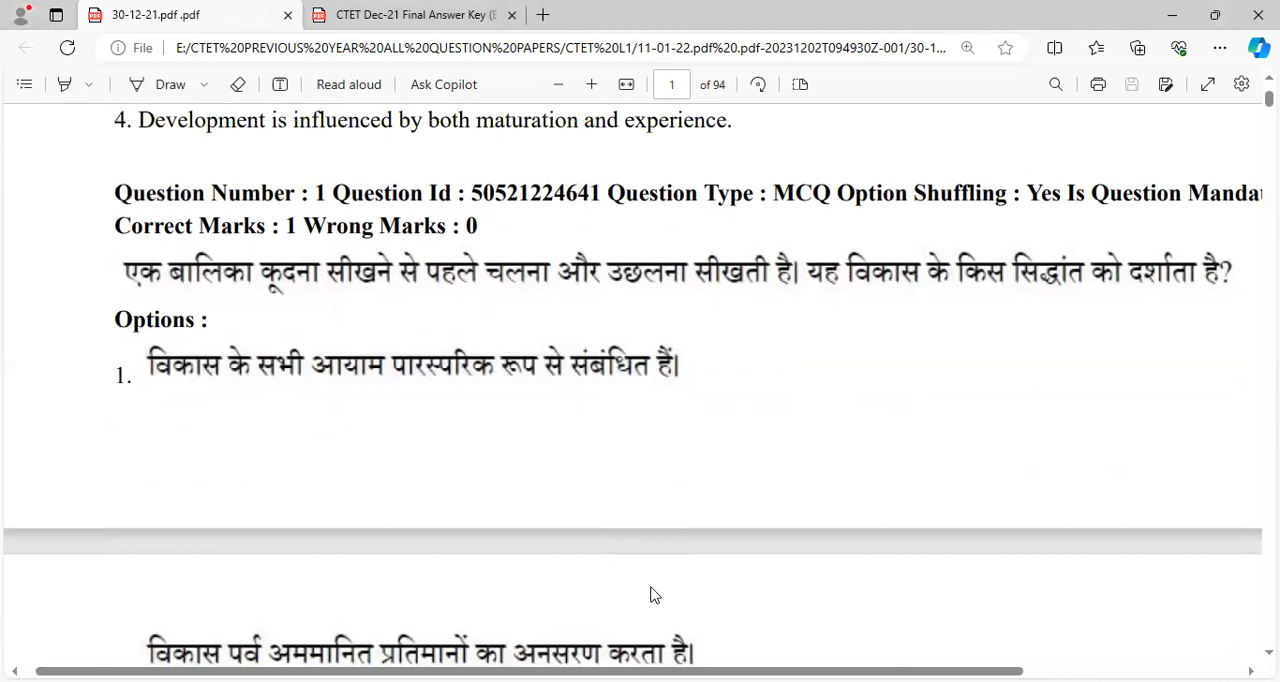 30-12-21.pdf .pdf
CTET Dec-21 Final Answer Key (E
File
E:/CTET%20PREVIOUS%20YEAR%20ALL%20QUESTION%20PAPERS/CTET%20L1/11-01-22.pdf%20.pdf-20231202T094930Z-001/30-1...
Draw
Read aloud
Ask Copilot
1 of 94
4. Development is influenced by both maturation and experience.
Question Number : 1 Question Id : 50521224641 Question Type : MCQ Option Shuffling : Yes Is Question Manda
Correct Marks : 1 Wrong Marks : 0
एक बालिका कूदना सीखने से पहले चलना और उछलना सीखती है। यह विकास के किस सिद्धांत को दर्शाता है?
Options :
1. विकास के सभी आयाम पारस्परिक रूप से संबंधित हैं।
विकास पर्व अममानित प्रतिमानों का अनसरण करता है।